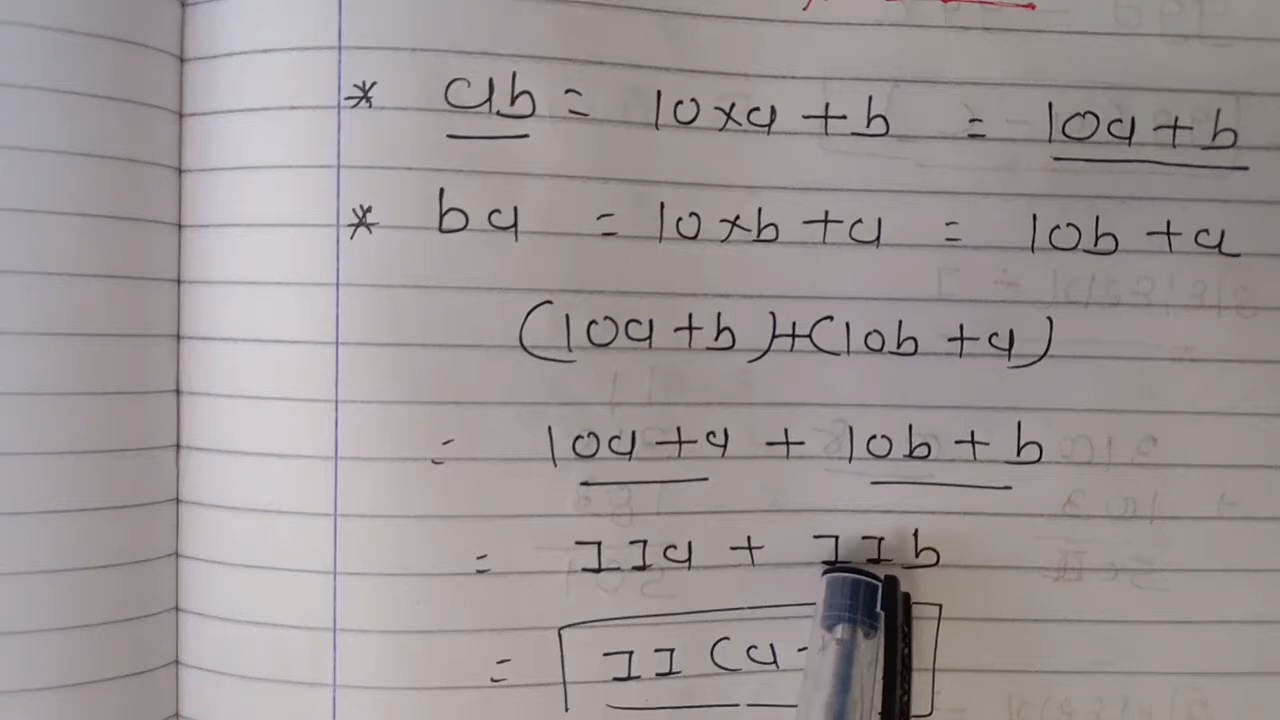 * ab = 10×a + b = 10a + b
* ba = 10×b + a = 10b + a
(10a + b) + (10b + a)
= 10a + a + 10b + b
= 11a + 11b
= 11(a